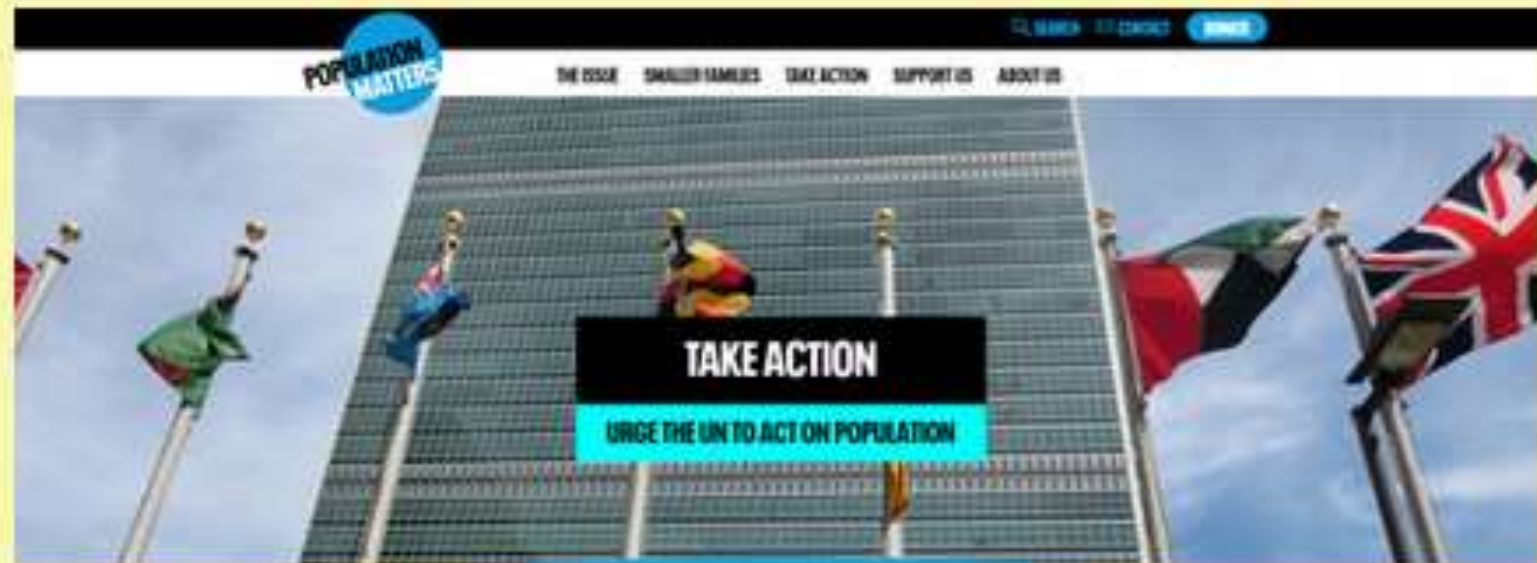 SEARCH CONTACT DONATE
POPULATION
MATTERS
THE ISSUE SMALLER FAMILIES TAKE ACTION SUPPORT US ABOUT US
TAKE ACTION
URGE THE UN TO ACT ON POPULATION